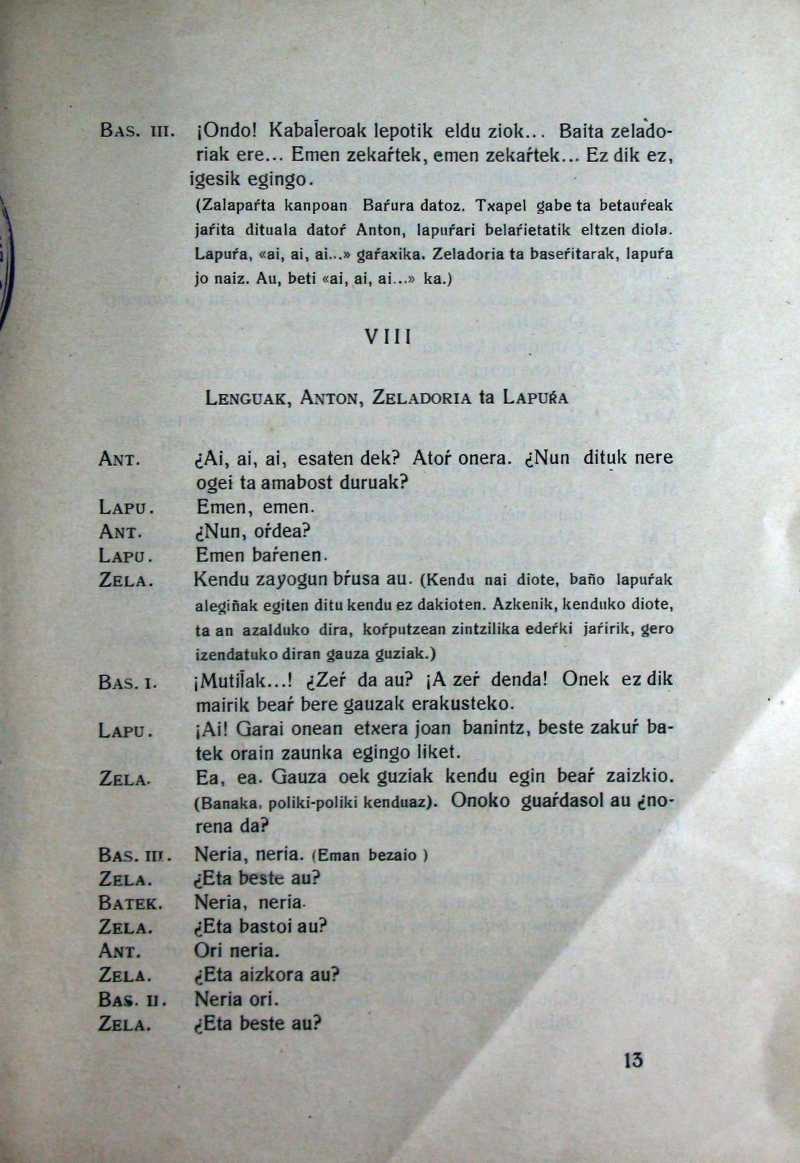 BAS. III. ¡Ondo! Kabal̄eroak lepotik eldu ziok... Baita zelado-
riak ere... Emen zekaŕtek, emen zekaŕtek... Ez dik ez,
igesik egingo.
(Zalapaŕta kanpoan Baŕura datoz. Txapel gabe ta betauŕeak
jaŕita dituala datoŕ Anton, lapuŕari belaŕietatik eltzen diola.
Lapuŕa, «ai, ai, ai...» gaŕaxika. Zeladoria ta baseŕitarak, lapuŕa
jo naiz. Au, beti «ai, ai, ai...» ka.)
VIII
LENGUAK, ANTON, ZELADORIA ta LAPUŔA
ANT. ¿Ai, ai, ai, esaten dek? Atoŕ onera. ¿Nun dituk nere
ogei ta amabost duruak?
LAPU. Emen, emen.
ANT. ¿Nun, oŕdea?
LAPU. Emen baŕenen.
ZELA. Kendu zayogun bŕusa au. (Kendu nai diote, baño lapuŕak
alegiñak egiten ditu kendu ez dakioten. Azkenik, kenduko diote,
ta an azalduko dira, koŕputzean zintzilika edeŕki jaŕirik, gero
izendatuko diran gauza guziak.)
BAS. I. ¡Mutil̄ak...! ¿Zeŕ da au? ¡A zeŕ denda! Onek ez dik
mairik beaŕ bere gauzak erakusteko.
LAPU. ¡Ai! Garai onean etxera joan banintz, beste zakuŕ ba-
tek orain zaunka egingo liket.
ZELA. Ea, ea. Gauza oek guziak kendu egin beaŕ zaizkio.
(Banaka, poliki-poliki kenduaz). Onoko guaŕdasol au ¿no-
rena da?
BAS. III. Neria, neria. (Eman bezaio )
ZELA. ¿Eta beste au?
BATEK. Neria, neria.
ZELA. ¿Eta bastoi au?
ANT. Ori neria.
ZELA. ¿Eta aizkora au?
BAS. II. Neria ori.
ZELA. ¿Eta beste au?
13